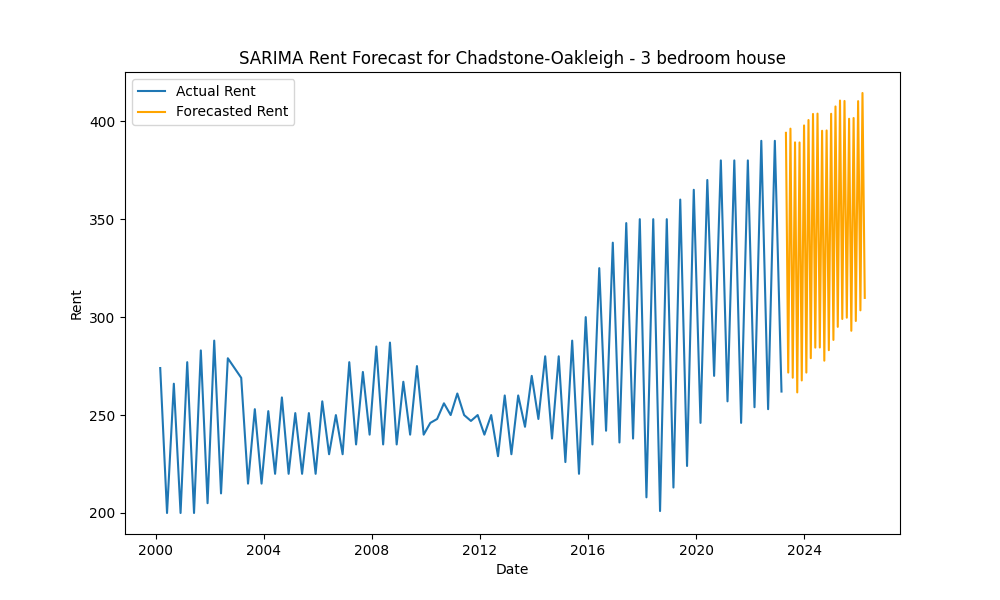 SARIMA Rent Forecast for Chadstone-Oakleigh - 3 bedroom house
Actual Rent
Forecasted Rent
400
350
300
250
200
Rent
2000 2004 2008 2012 2016 2020 2024
Date